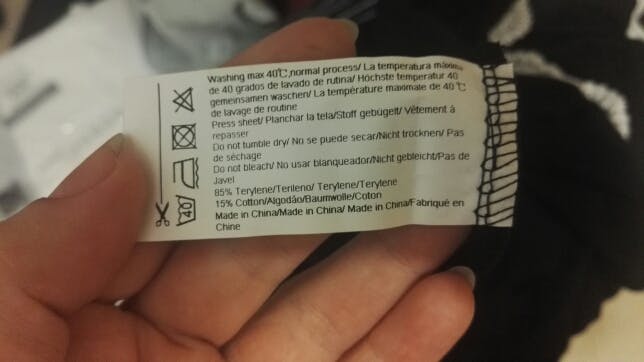 Washing max 40℃,normal process/ La temperatura máxima
de 40 grados de lavado de rutina/ Höchste temperatur 40
gemeinsamen waschen/ La température maximale de 40 ℃
de lavage de routine
Press sheet/ Planchar la tela/Stoff gebügelt/ Vêtement à
repasser
Do not tumble dry/ No se puede secar/Nicht trocknen/ Pas
de séchage
Do not bleach/ No usar blanqueador/Nicht gebleicht/Pas de
Javel
85% Terylene/Terileno/ Terylene/Terylene
15% Cotton/Algodão/Baumwolle/Coton
Made in China/Made in China/ Made in China/Fabriqué en
Chine
40